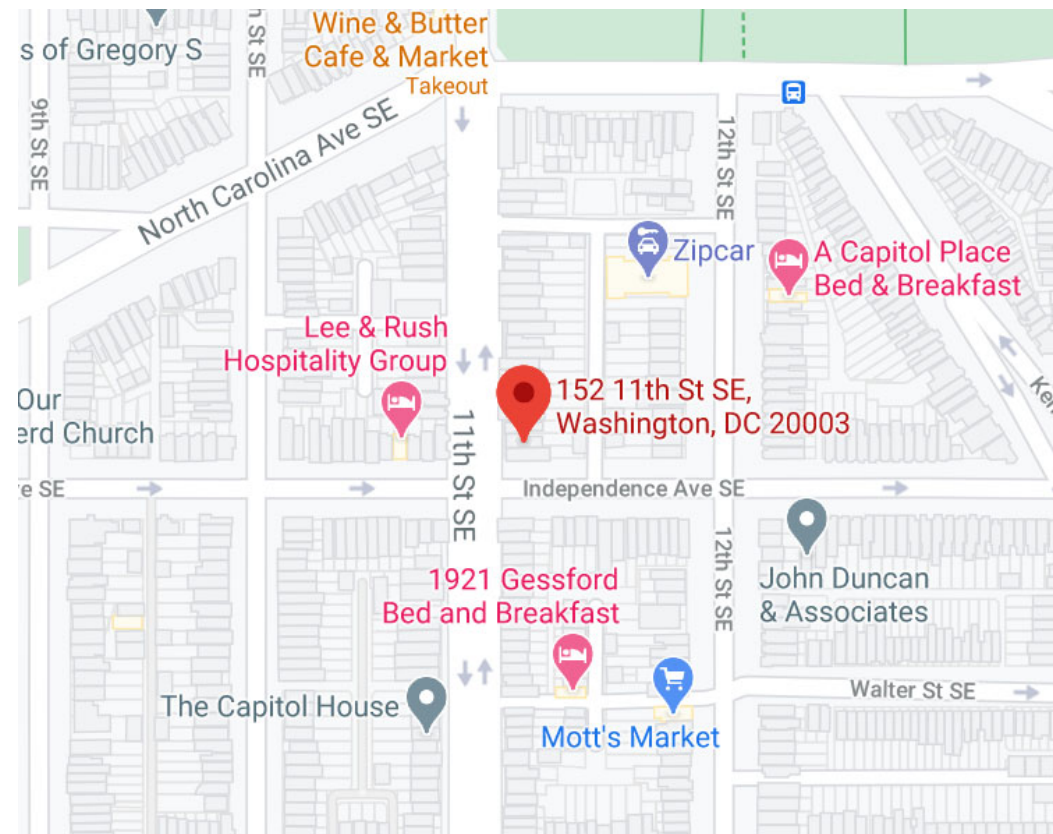 s of Gregory S
h St SE
Wine & Butter
Cafe & Market
Takeout
9th St SE
North Carolina Ave SE
12th St SE
Zipcar
A Capitol Place
Bed & Breakfast
Lee & Rush
Hospitality Group
152 11th St SE,
Washington, DC 20003
Our
erd Church
Ken
11th St SE
e SE
Independence Ave SE
12th St SE
John Duncan
& Associates
1921 Gessford
Bed and Breakfast
The Capitol House
Mott's Market
Walter St SE